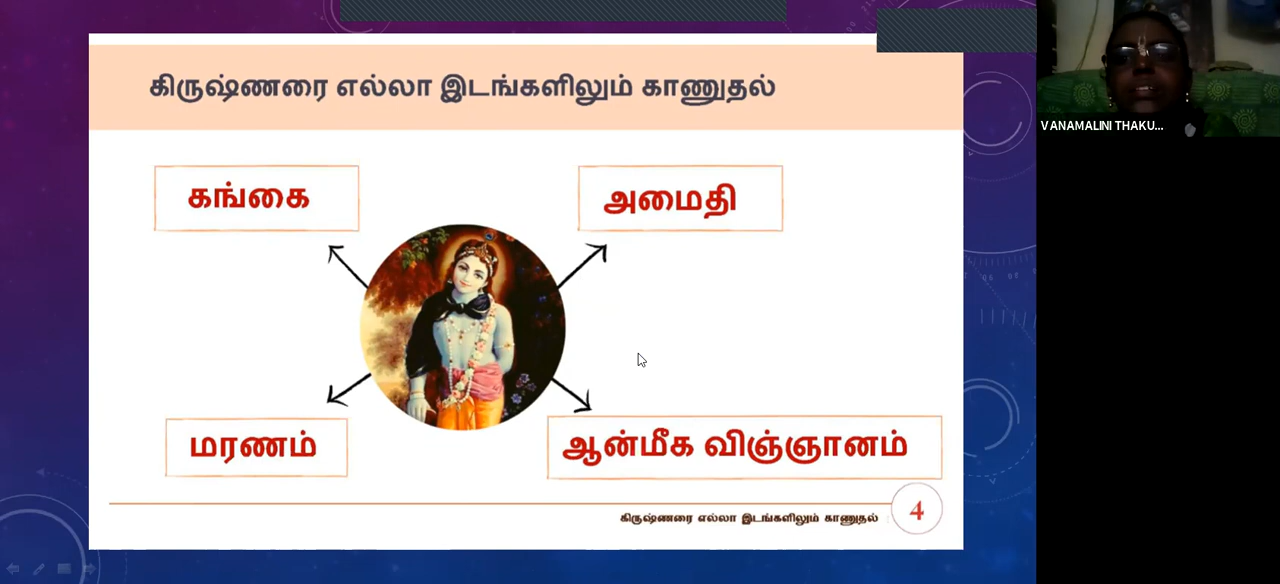 கிருஷ்ணரை எல்லா இடங்களிலும் காணுதல்
கங்கை
அமைதி
மரணம்
ஆன்மீக விஞ்ஞானம்
கிருஷ்ணரை எல்லா இடங்களிலும் காணுதல்
4
VANAMALINI THAKU...